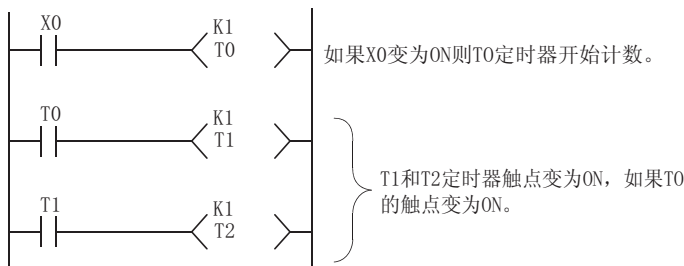 X0
K1
T0
如果X0变为ON则T0定时器开始计数。
T0
K1
T1
T1和T2定时器触点变为ON，如果T0
的触点变为ON。
T1
K1
T2